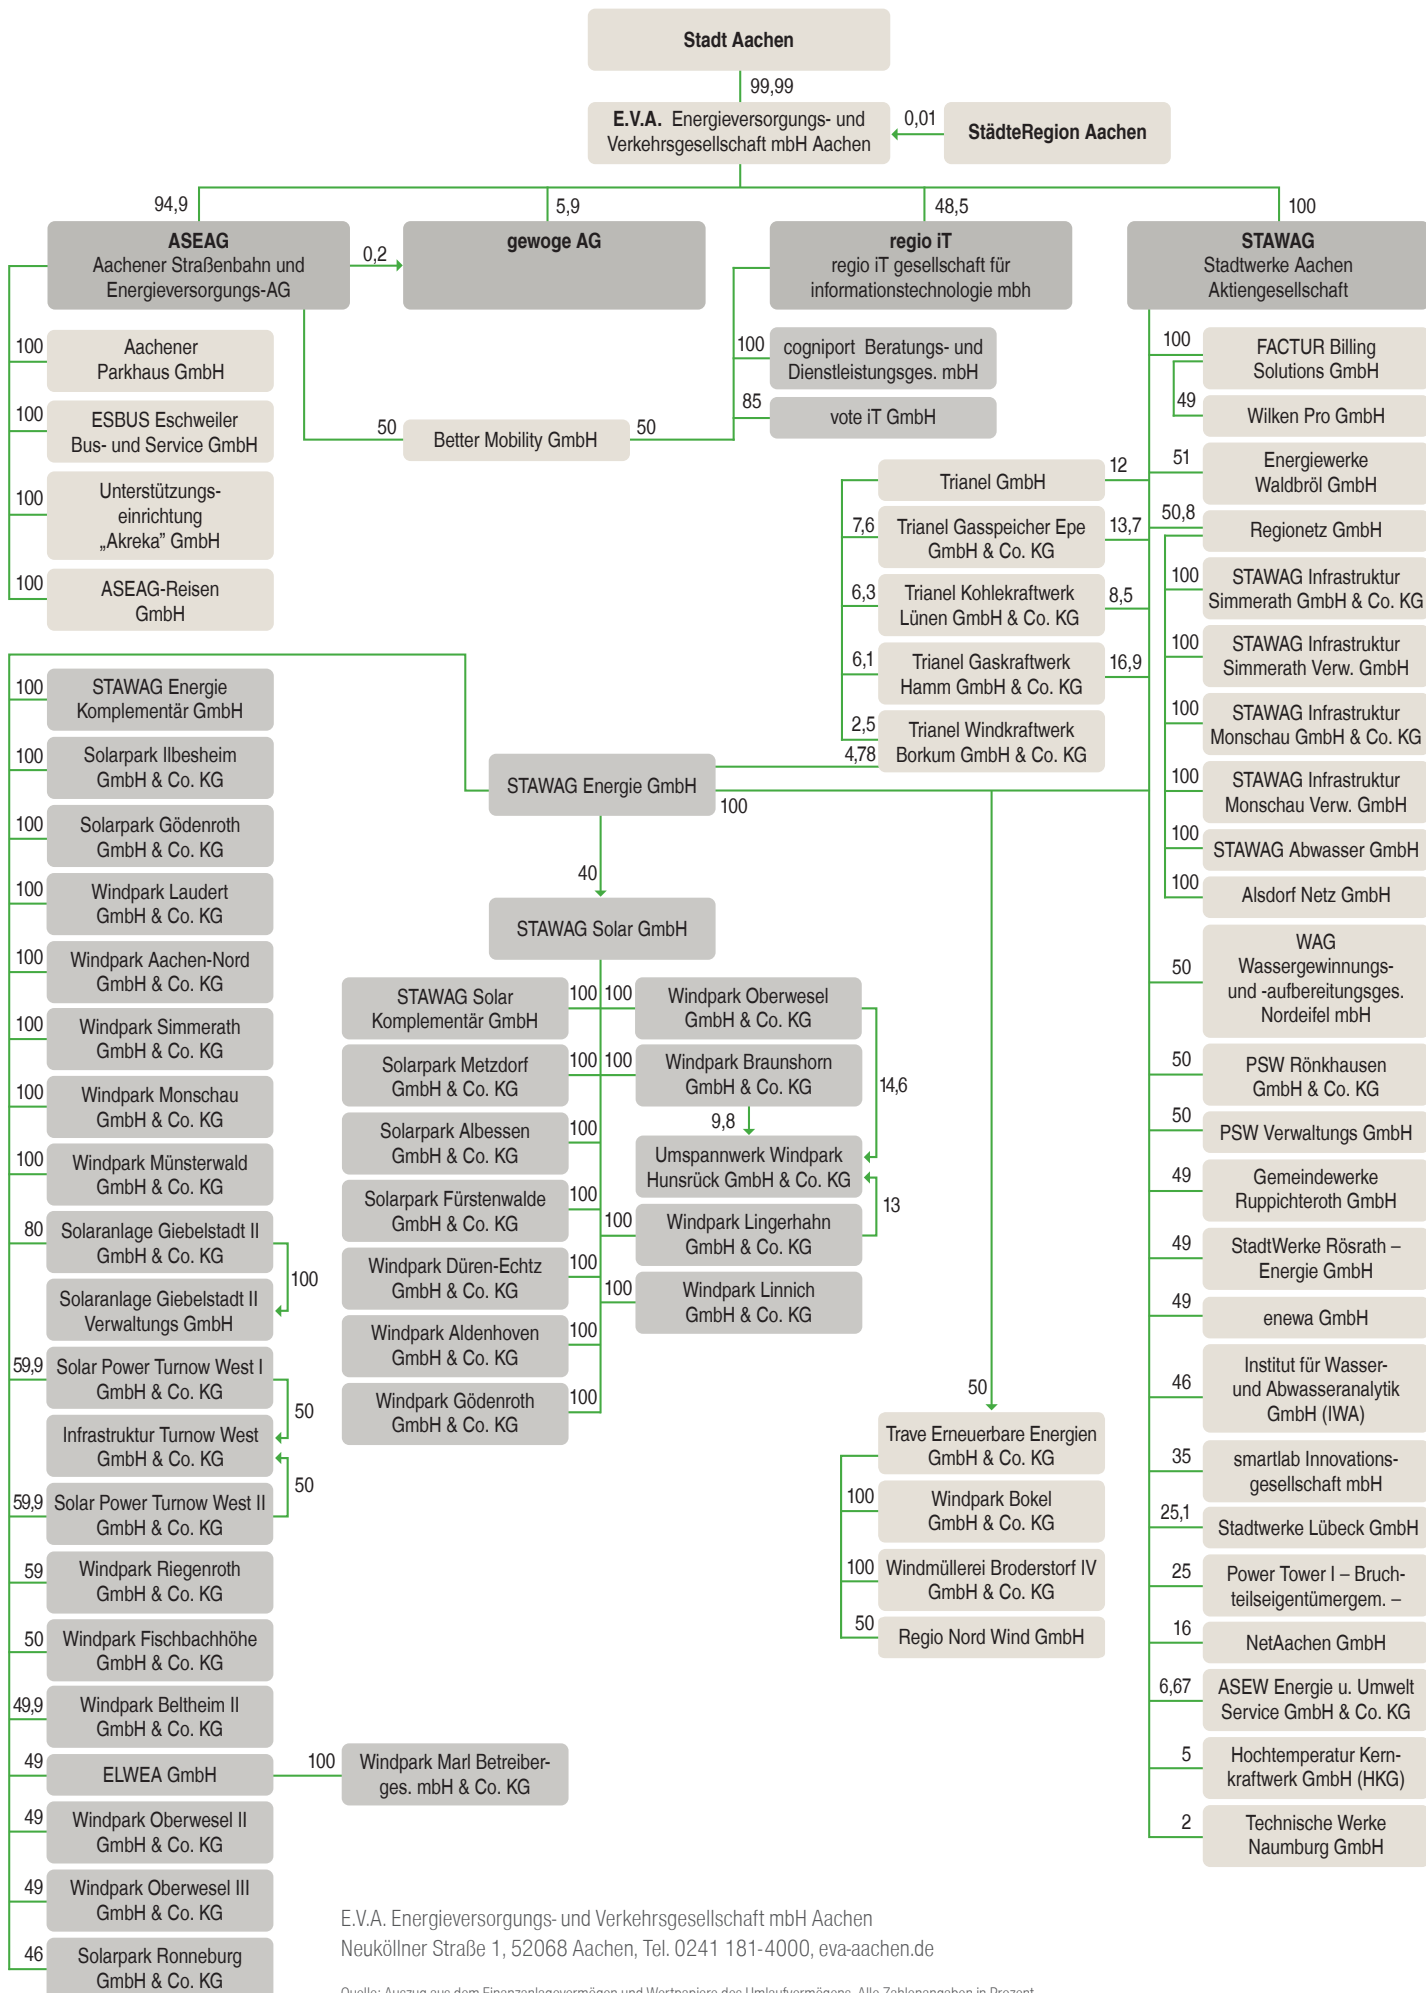 Stadt Aachen
99,99
E.V.A. Energieversorgungs- und
Verkehrsgesellschaft mbH Aachen
0,01
StädteRegion Aachen
94,9
5,9
48,5
100
ASEAG
Aachener Straßenbahn und
Energieversorgungs-AG
0,2
gewoge AG
regio iT
regio iT gesellschaft für
informationstechnologie mbh
STAWAG
Stadtwerke Aachen
Aktiengesellschaft
100
Aachener
Parkhaus GmbH
100
ESBUS Eschweiler
Bus- und Service GmbH
100
Unterstützungs-
einrichtung
„Akreka” GmbH
100
ASEAG-Reisen
GmbH
50
Better Mobility GmbH
50
100
cogniport Beratungs- und
Dienstleistungsges. mbH
85
vote iT GmbH
Trianel GmbH
12
7,6
Trianel Gasspeicher Epe
GmbH & Co. KG
13,7
6,3
Trianel Kohlekraftwerk
Lünen GmbH & Co. KG
8,5
6,1
Trianel Gaskraftwerk
Hamm GmbH & Co. KG
16,9
2,5
Trianel Windkraftwerk
Borkum GmbH & Co. KG
4,78
100
FACTUR Billing
Solutions GmbH
49
Wilken Pro GmbH
51
Energiewerke
Waldbröl GmbH
50,8
Regionetz GmbH
100
STAWAG Infrastruktur
Simmerath GmbH & Co. KG
100
STAWAG Infrastruktur
Simmerath Verw. GmbH
100
STAWAG Infrastruktur
Monschau GmbH & Co. KG
100
STAWAG Infrastruktur
Monschau Verw. GmbH
100
STAWAG Abwasser GmbH
100
Alsdorf Netz GmbH
50
WAG
Wassergewinnungs-
und -aufbereitungsges.
Nordeifel mbH
50
PSW Rönkhausen
GmbH & Co. KG
50
PSW Verwaltungs GmbH
49
Gemeindewerke
Ruppichteroth GmbH
49
StadtWerke Rösrath –
Energie GmbH
49
enewa GmbH
46
Institut für Wasser-
und Abwasseranalytik
GmbH (IWA)
35
smartlab Innovations-
gesellschaft mbH
25,1
Stadtwerke Lübeck GmbH
25
Power Tower I – Bruch-
teilseigentümergem. –
16
NetAachen GmbH
6,67
ASEW Energie u. Umwelt
Service GmbH & Co. KG
5
Hochtemperatur Kern-
kraftwerk GmbH (HKG)
2
Technische Werke
Naumburg GmbH
STAWAG Energie GmbH
100
40
STAWAG Solar GmbH
100
STAWAG Energie
Komplementär GmbH
100
Solarpark Ilbesheim
GmbH & Co. KG
100
Solarpark Gödenroth
GmbH & Co. KG
100
Windpark Laudert
GmbH & Co. KG
100
Windpark Aachen-Nord
GmbH & Co. KG
100
Windpark Simmerath
GmbH & Co. KG
100
Windpark Monschau
GmbH & Co. KG
100
Windpark Münsterwald
GmbH & Co. KG
80
Solaranlage Giebelstadt II
GmbH & Co. KG
100
Solaranlage Giebelstadt II
Verwaltungs GmbH
59,9
Solar Power Turnow West I
GmbH & Co. KG
50
Infrastruktur Turnow West
GmbH & Co. KG
50
59,9
Solar Power Turnow West II
GmbH & Co. KG
59
Windpark Riegenroth
GmbH & Co. KG
50
Windpark Fischbachhöhe
GmbH & Co. KG
49,9
Windpark Beltheim II
GmbH & Co. KG
49
ELWEA GmbH
100
Windpark Marl Betreiber-
ges. mbH & Co. KG
49
Windpark Oberwesel II
GmbH & Co. KG
49
Windpark Oberwesel III
GmbH & Co. KG
46
Solarpark Ronneburg
GmbH & Co. KG
STAWAG Solar
Komplementär GmbH
100
Solarpark Metzdorf
GmbH & Co. KG
100
Solarpark Albessen
GmbH & Co. KG
100
Solarpark Fürstenwalde
GmbH & Co. KG
100
Windpark Düren-Echtz
GmbH & Co. KG
100
Windpark Aldenhoven
GmbH & Co. KG
100
Windpark Gödenroth
GmbH & Co. KG
100
100
Windpark Oberwesel
GmbH & Co. KG
100
Windpark Braunshorn
GmbH & Co. KG
14,6
9,8
Umspannwerk Windpark
Hunsrück GmbH & Co. KG
13
100
Windpark Lingerhahn
GmbH & Co. KG
100
Windpark Linnich
GmbH & Co. KG
50
Trave Erneuerbare Energien
GmbH & Co. KG
100
Windpark Bokel
GmbH & Co. KG
100
Windmüllerei Broderstorf IV
GmbH & Co. KG
50
Regio Nord Wind GmbH
E.V.A. Energieversorgungs- und Verkehrsgesellschaft mbH Aachen
Neuköllner Straße 1, 52068 Aachen, Tel. 0241 181-4000, eva-aachen.de
Quelle: Auszug aus dem Finanzanlagevermögen und Wertpapiere des Umlaufvermögens. Alle Zahlenangaben in Prozent